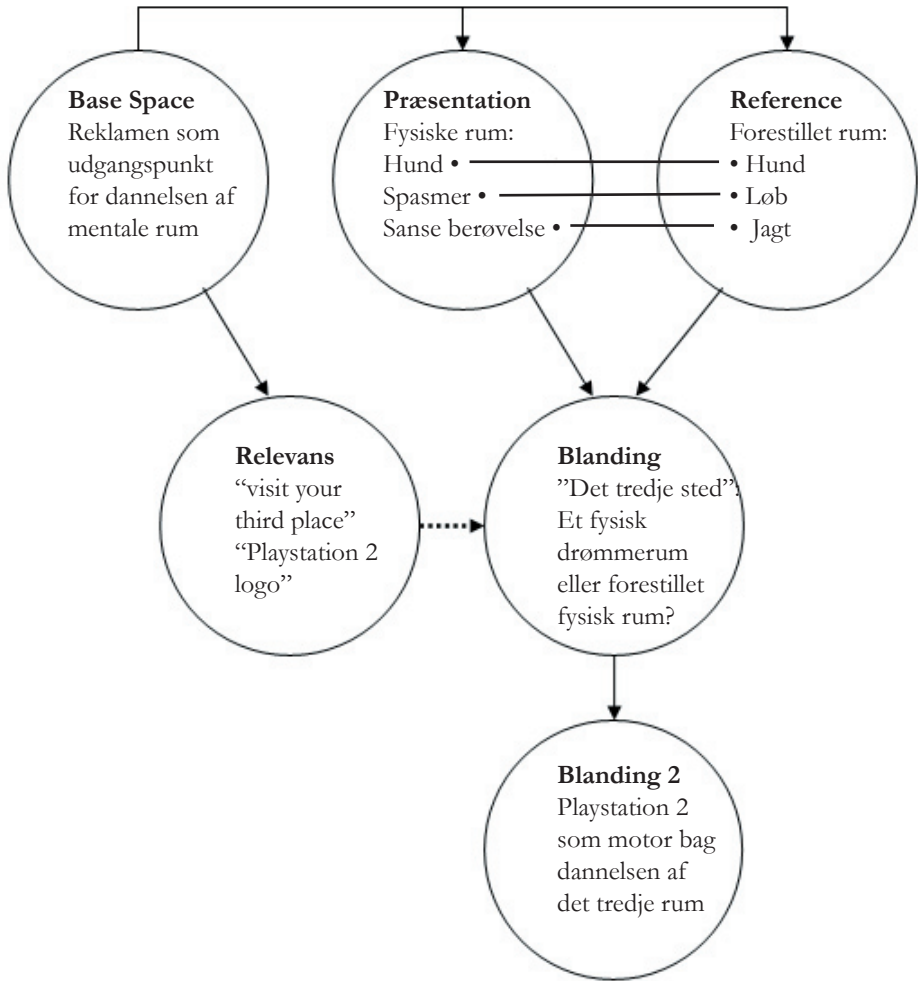 Base Space
Reklamen som
udgangspunkt
for dannelsen af
mentale rum
Præsentation
Fysiske rum:
Hund •
Spasmer •
Sanse berøvelse •
Reference
Forestillet rum:
• Hund
• Løb
• Jagt
Relevans
“visit your
third place”
“Playstation 2
logo”
Blanding
”Det tredje sted”:
Et fysisk
drømmerum
eller forestillet
fysisk rum?
Blanding 2
Playstation 2
som motor bag
dannelsen af
det tredje rum